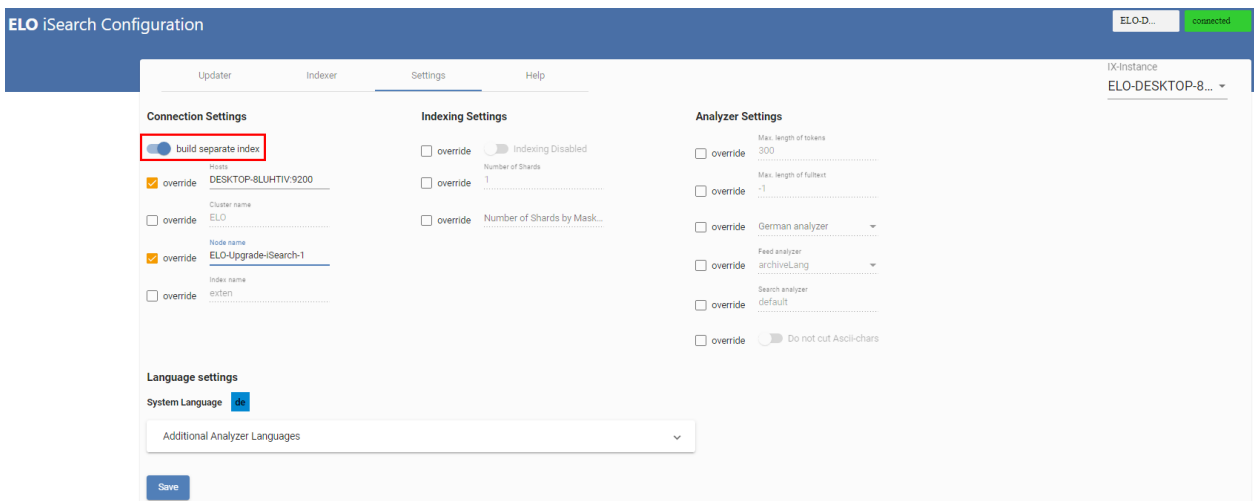 ELO iSearch Configuration
ELO-D... connected
IX-Instance
ELO-DESKTOP-8...
Updater Indexer Settings Help
Connection Settings
build separate index
Hosts
override DESKTOP-8LUHTIV:9200
Cluster name
override ELO
Node name
override ELO-Upgrade-iSearch-1
Index name
override exten
Indexing Settings
override Indexing Disabled
Number of Shards
override 1
override Number of Shards by Mask...
Analyzer Settings
Max. length of tokens
override 300
Max. length of fulltext
override -1
override German analyzer
Feed analyzer
override archiveLang
Search analyzer
override default
override Do not cut Ascii-chars
Language settings
System Language de
Additional Analyzer Languages
Save